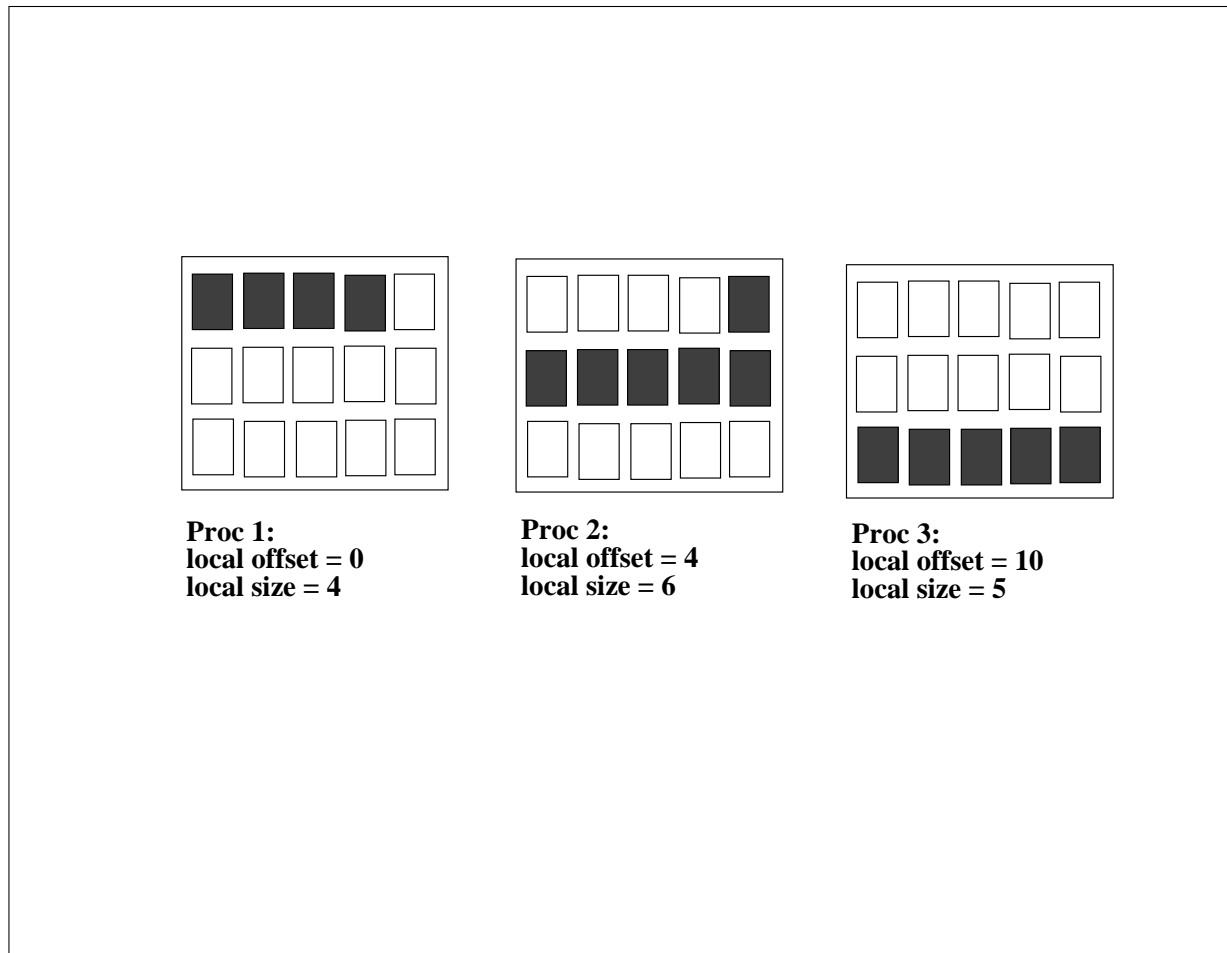 Proc 1:
local offset = 0
local size = 4
Proc 2:
local offset = 4
local size = 6
Proc 3:
local offset = 10
local size = 5